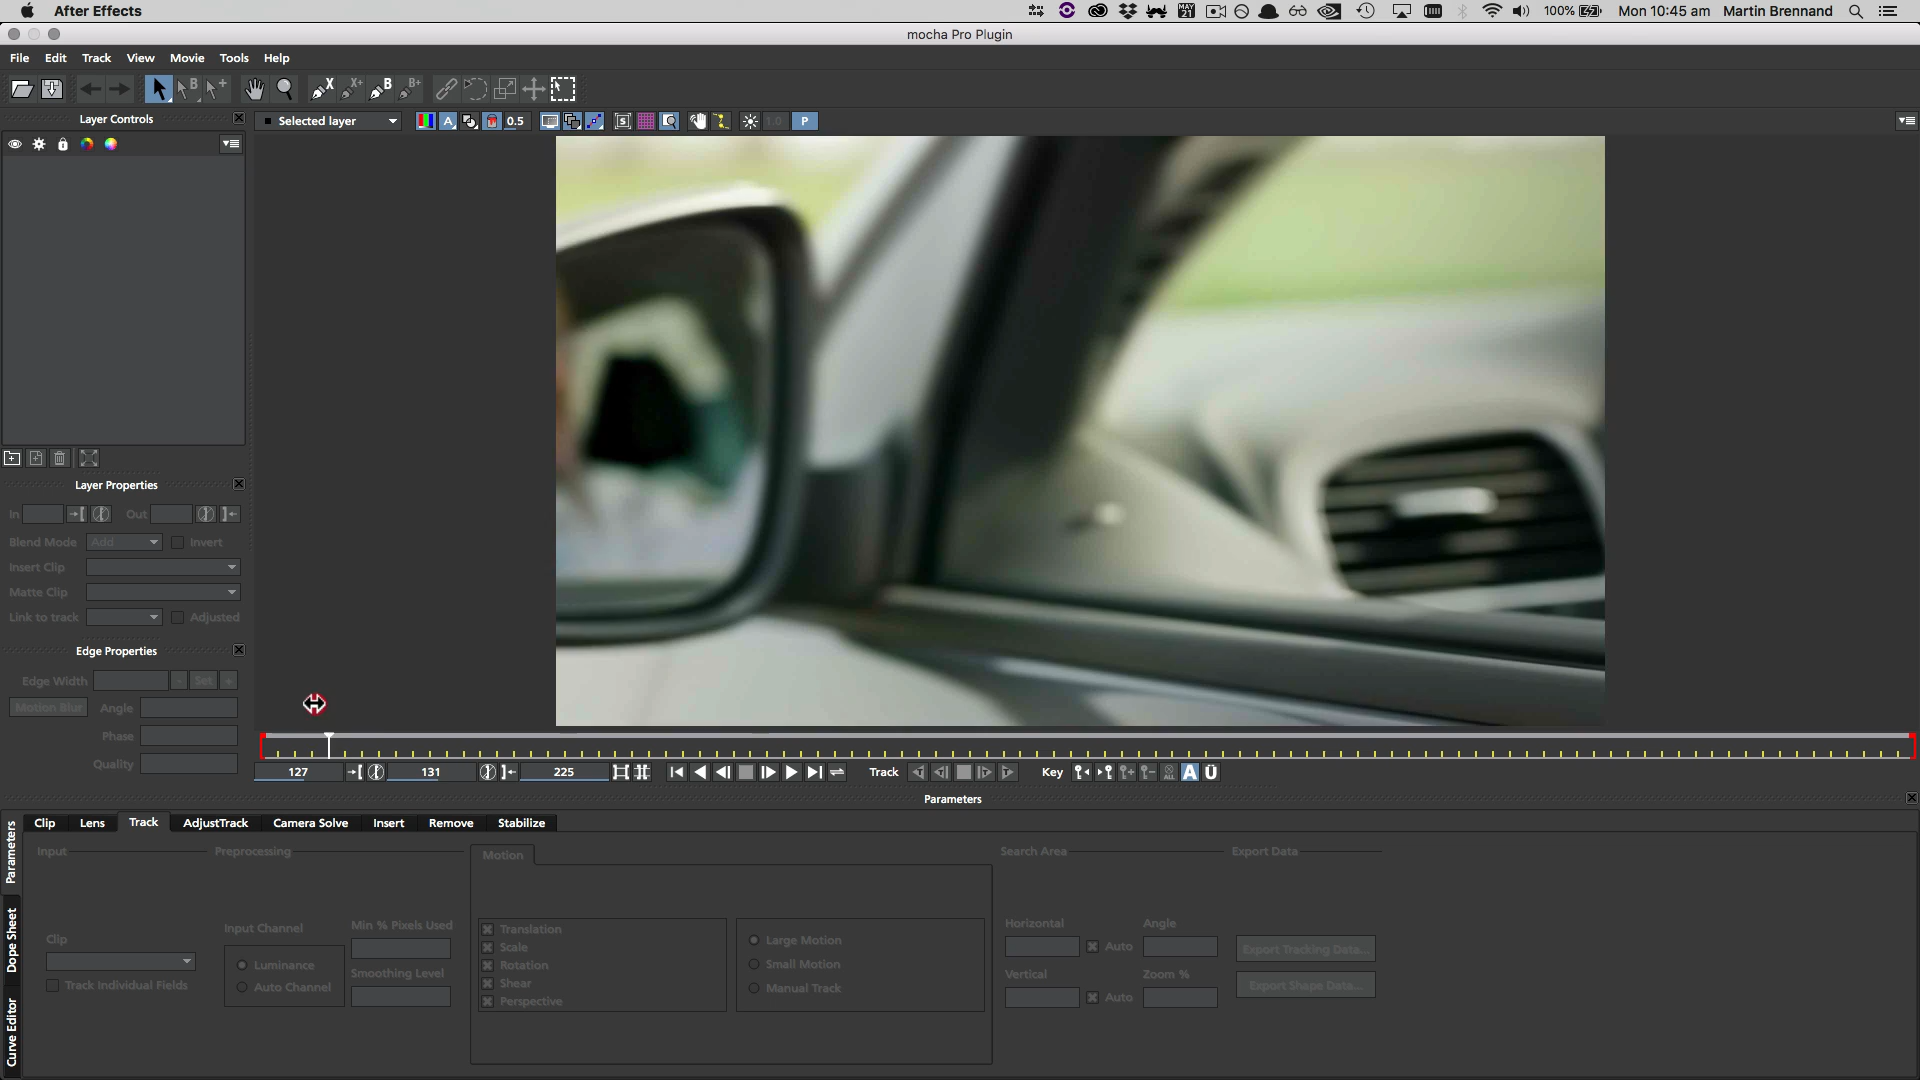 After Effects
MAY 21
100%
Mon 10:45 am Martin Brennand
mocha Pro Plugin
File Edit Track View Movie Tools Help
Layer Controls
Selected layer
A
0.5
S
1.0
P
Layer Properties
In
Out
Blend Mode Add Invert
Insert Clip
Matte Clip
Link to track Adjusted
Edge Properties
Edge Width - Set +
Motion Blur Angle
Phase
Quality
127 131 225 Track Key ALL A Ü
Parameters
Clip Lens Track AdjustTrack Camera Solve Insert Remove Stabilize
Parameters
Dope Sheet
Curve Editor
Input Preprocessing Motion Search Area Export Data
Clip
Track Individual Fields
Input Channel
Luminance
Auto Channel
Min % Pixels Used
Smoothing Level
Translation
Scale
Rotation
Shear
Perspective
Large Motion
Small Motion
Manual Track
Horizontal Angle
Auto
Vertical Zoom %
Auto
Export Tracking Data...
Export Shape Data...